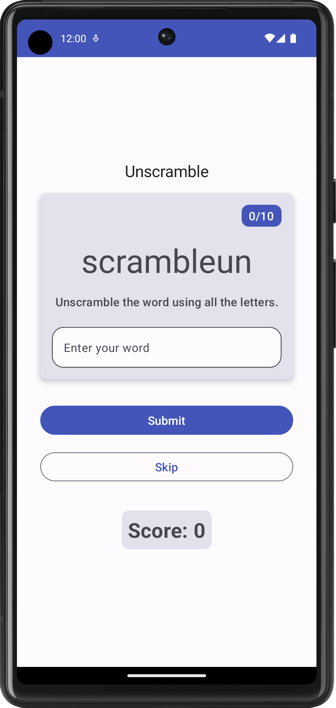 12:00
Unscramble
0/10
scrambleun
Unscramble the word using all the letters.
Enter your word
Submit
Skip
Score: 0